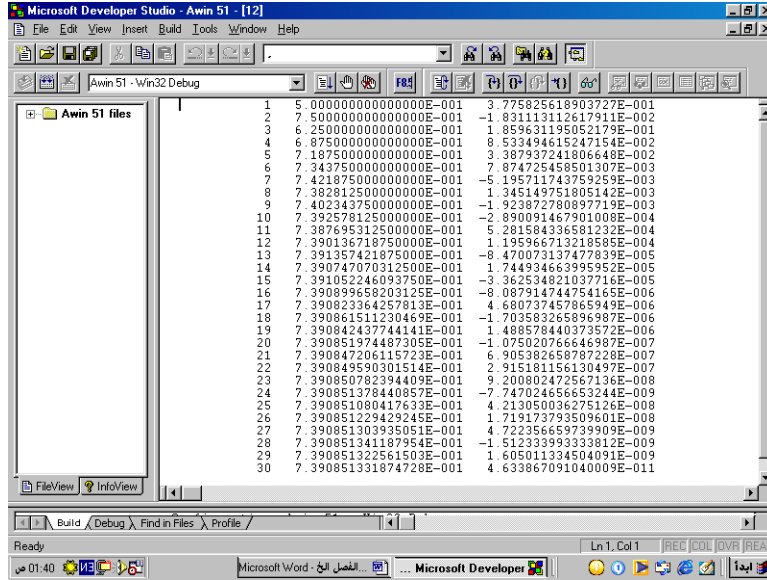 Microsoft Developer Studio - Awin 51 - [12]
File Edit View Insert Build Tools Window Help
Awin 51 - Win32 Debug
Awin 51 files
1 5.000000000000000E-001 3.775825618903727E-001
2 7.500000000000000E-001 -1.831113112617911E-002
3 6.250000000000000E-001 1.859631195052179E-001
4 6.875000000000000E-001 8.533494615247154E-002
5 7.187500000000000E-001 3.387937241806648E-002
6 7.343750000000000E-001 7.874725458501307E-003
7 7.421875000000000E-001 -5.195711743759259E-003
8 7.382812500000000E-001 1.345149751805142E-003
9 7.402343750000000E-001 -1.923872780897719E-003
10 7.392578125000000E-001 -2.890091467901008E-004
11 7.387695312500000E-001 5.281584336581232E-004
12 7.390136718750000E-001 1.195966713218585E-004
13 7.391357421875000E-001 -8.470073137477839E-005
14 7.390747070312500E-001 1.744934663995952E-005
15 7.391052246093750E-001 -3.362534821037716E-005
16 7.390899658203125E-001 -8.087914744754165E-006
17 7.390823364257813E-001 4.680737457865949E-006
18 7.390861511230469E-001 -1.703583265896987E-006
19 7.390842437744141E-001 1.488578440373572E-006
20 7.390851974487305E-001 -1.075020766646987E-007
21 7.390847206115723E-001 6.905382658787228E-007
22 7.390849590301514E-001 2.915181156130497E-007
23 7.390850782394409E-001 9.200802472567136E-008
24 7.390851378440857E-001 -7.747024656653244E-009
25 7.390851080417633E-001 4.213050036275126E-008
26 7.390851229429245E-001 1.719173793509601E-008
27 7.390851303935051E-001 4.722356659739909E-009
28 7.390851341187954E-001 -1.512333993333812E-009
29 7.390851322561503E-001 1.605011334504091E-009
30 7.390851331874728E-001 4.633867091040009E-011
FileView InfoView
Build Debug Find in Files Profile
Ready Ln 1, Col 1 REC COL OVR REA
01:40 ص Microsoft Word - الفصل الخ... ... Microsoft Developer ابدأ